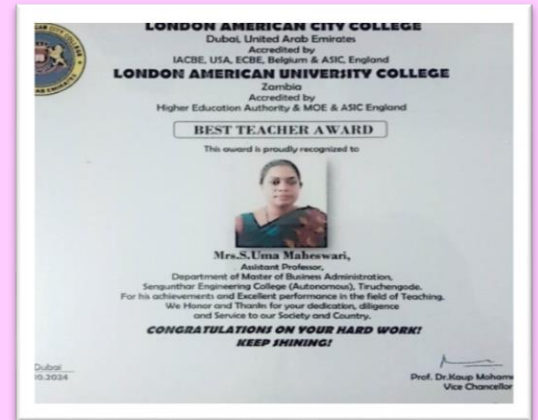 LONDON AMERICAN CITY COLLEGE
Dubai, United Arab Emirates
Accredited by
IACBE, USA, ECBE, Belgium & ASIC, England
LONDON AMERICAN UNIVERSITY COLLEGE
Zambia
Accredited by
Higher Education Authority & MOE & ASIC England
BEST TEACHER AWARD
This award is proudly recognized to
Mrs.S.Uma Maheswari,
Assistant Professor,
Department of Master of Business Administration,
Sengunthar Engineering College (Autonomous), Tiruchengode.
For his achievements and Excellent performance in the field of Teaching.
We Honor and Thankn for your dedication, diligence
and Service to our Society and Country.
CONGRATULATIONS ON YOUR HARD WORK!
KEEP SHINING!
Dubai
10.2024
Prof. Dr.Kaup Moham
Vice Chancellor